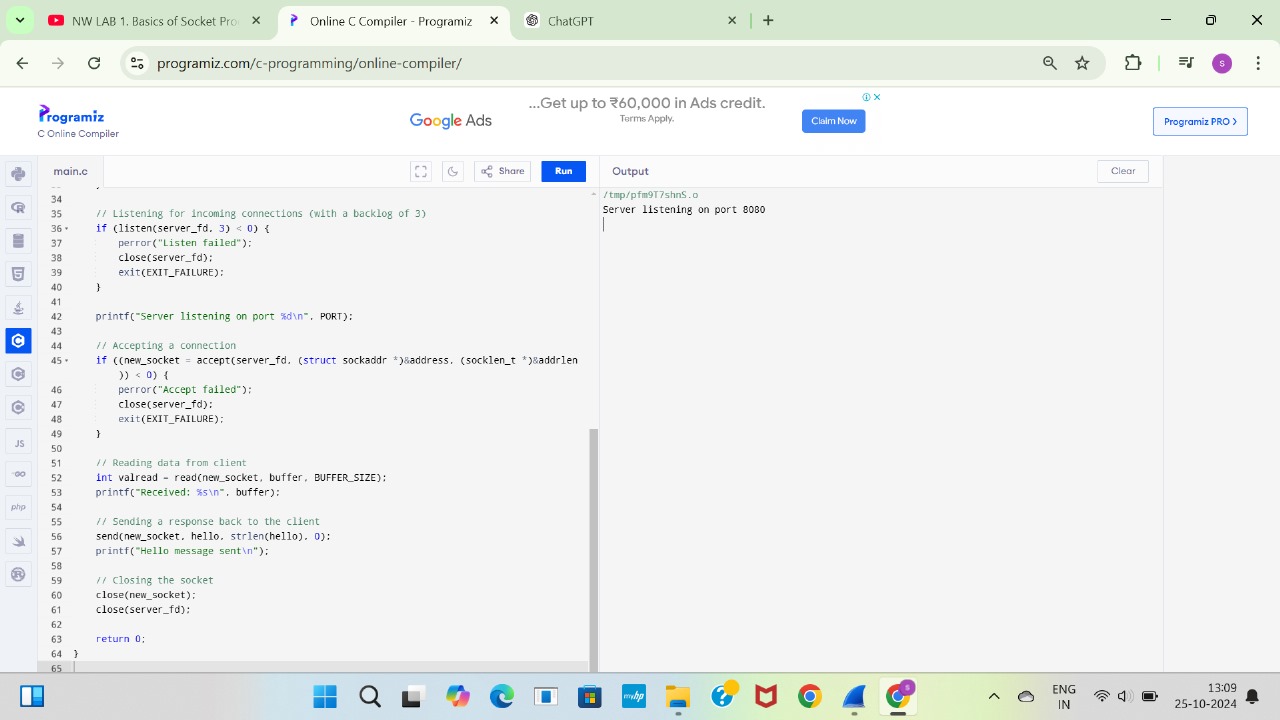 NW LAB 1. Basics of Socket Pro
Online C Compiler - Programiz
ChatGPT
programiz.com/c-programming/online-compiler/
s
Programiz
C Online Compiler
Google Ads
...Get up to ₹60,000 in Ads credit.
Terms Apply.
Claim Now
Programiz PRO >
main.c
Share
Run
Output
Clear
34
35 // Listening for incoming connections (with a backlog of 3)
36 if (listen(server_fd, 3) < 0) {
37 perror("Listen failed");
38 close(server_fd);
39 exit(EXIT_FAILURE);
40 }
41
42 printf("Server listening on port %d\n", PORT);
43
44 // Accepting a connection
45 if ((new_socket = accept(server_fd, (struct sockaddr *)&address, (socklen_t *)&addrlen
)) < 0) {
46 perror("Accept failed");
47 close(server_fd);
48 exit(EXIT_FAILURE);
49 }
50
51 // Reading data from client
52 int valread = read(new_socket, buffer, BUFFER_SIZE);
53 printf("Received: %s\n", buffer);
54
55 // Sending a response back to the client
56 send(new_socket, hello, strlen(hello), 0);
57 printf("Hello message sent\n");
58
59 // Closing the socket
60 close(new_socket);
61 close(server_fd);
62
63 return 0;
64 }
65
/tmp/pfm9T7shnS.o
Server listening on port 8080
JS
GO
php
myhp
s
ENG
IN
13:09
25-10-2024